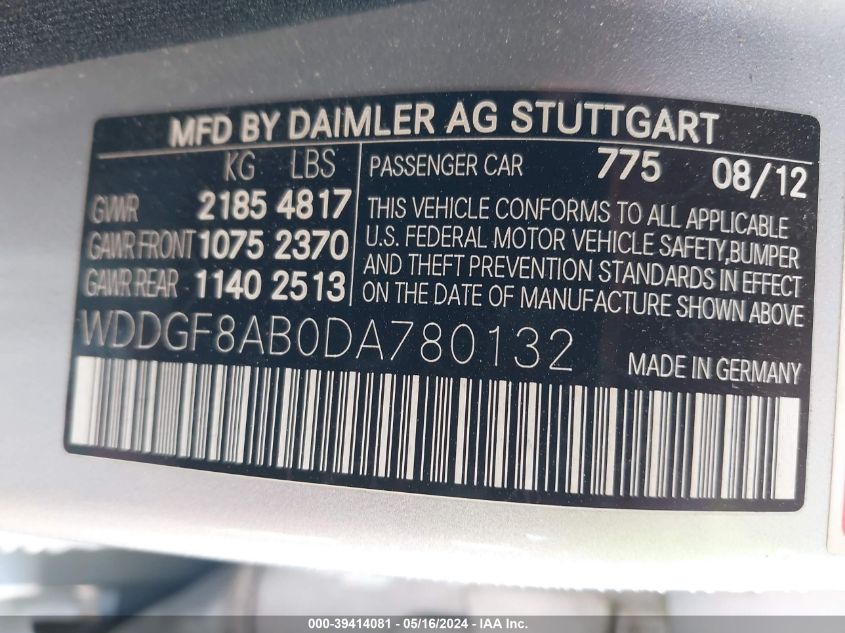 MFD BY DAIMLER AG STUTTGART
KG LBS
GVWR 2185 4817
GAWR FRONT 1075 2370
GAWR REAR 1140 2513
PASSENGER CAR 775 08/12
THIS VEHICLE CONFORMS TO ALL APPLICABLE
U.S. FEDERAL MOTOR VEHICLE SAFETY,BUMPER
AND THEFT PREVENTION STANDARDS IN EFFECT
ON THE DATE OF MANUFACTURE SHOWN ABOVE.
WDDGF8AB0DA780132
MADE IN GERMANY
000-39414081 - 05/16/2024 - IAA Inc.